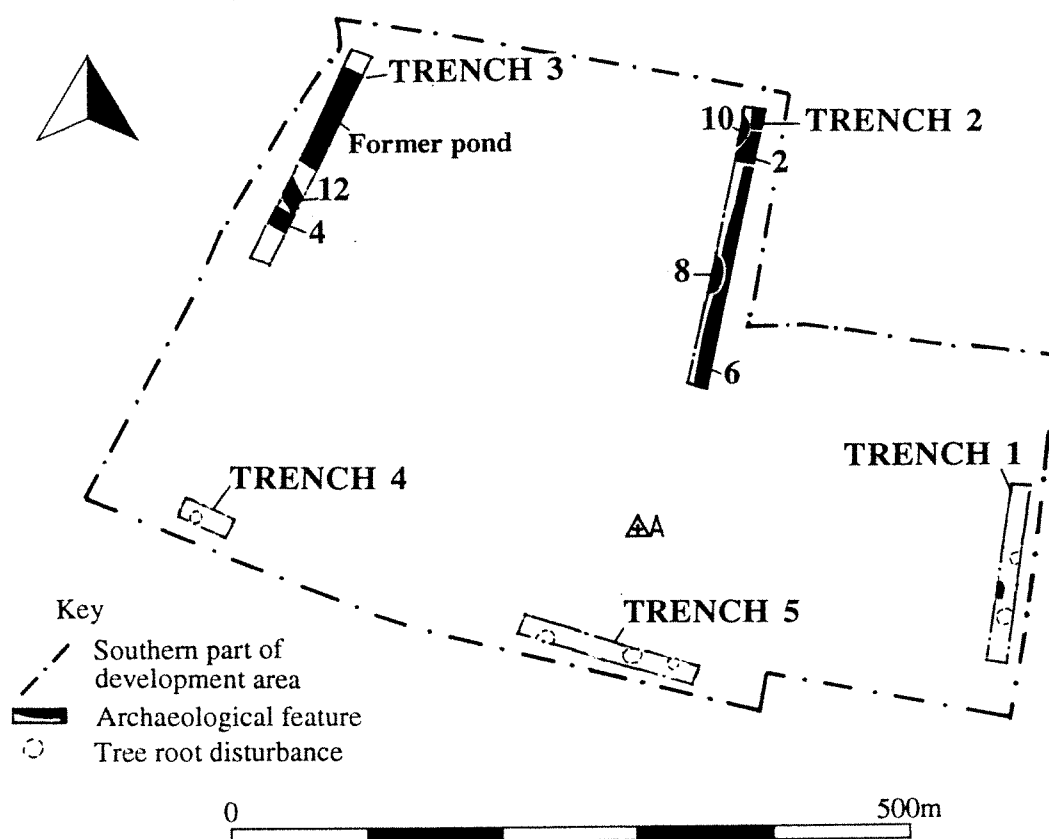 TRENCH 3
Former pond
12
4
10
TRENCH 2
2
8
6
TRENCH 1
TRENCH 4
A
TRENCH 5
Key
Southern part of
development area
Archaeological feature
Tree root disturbance
0 500m